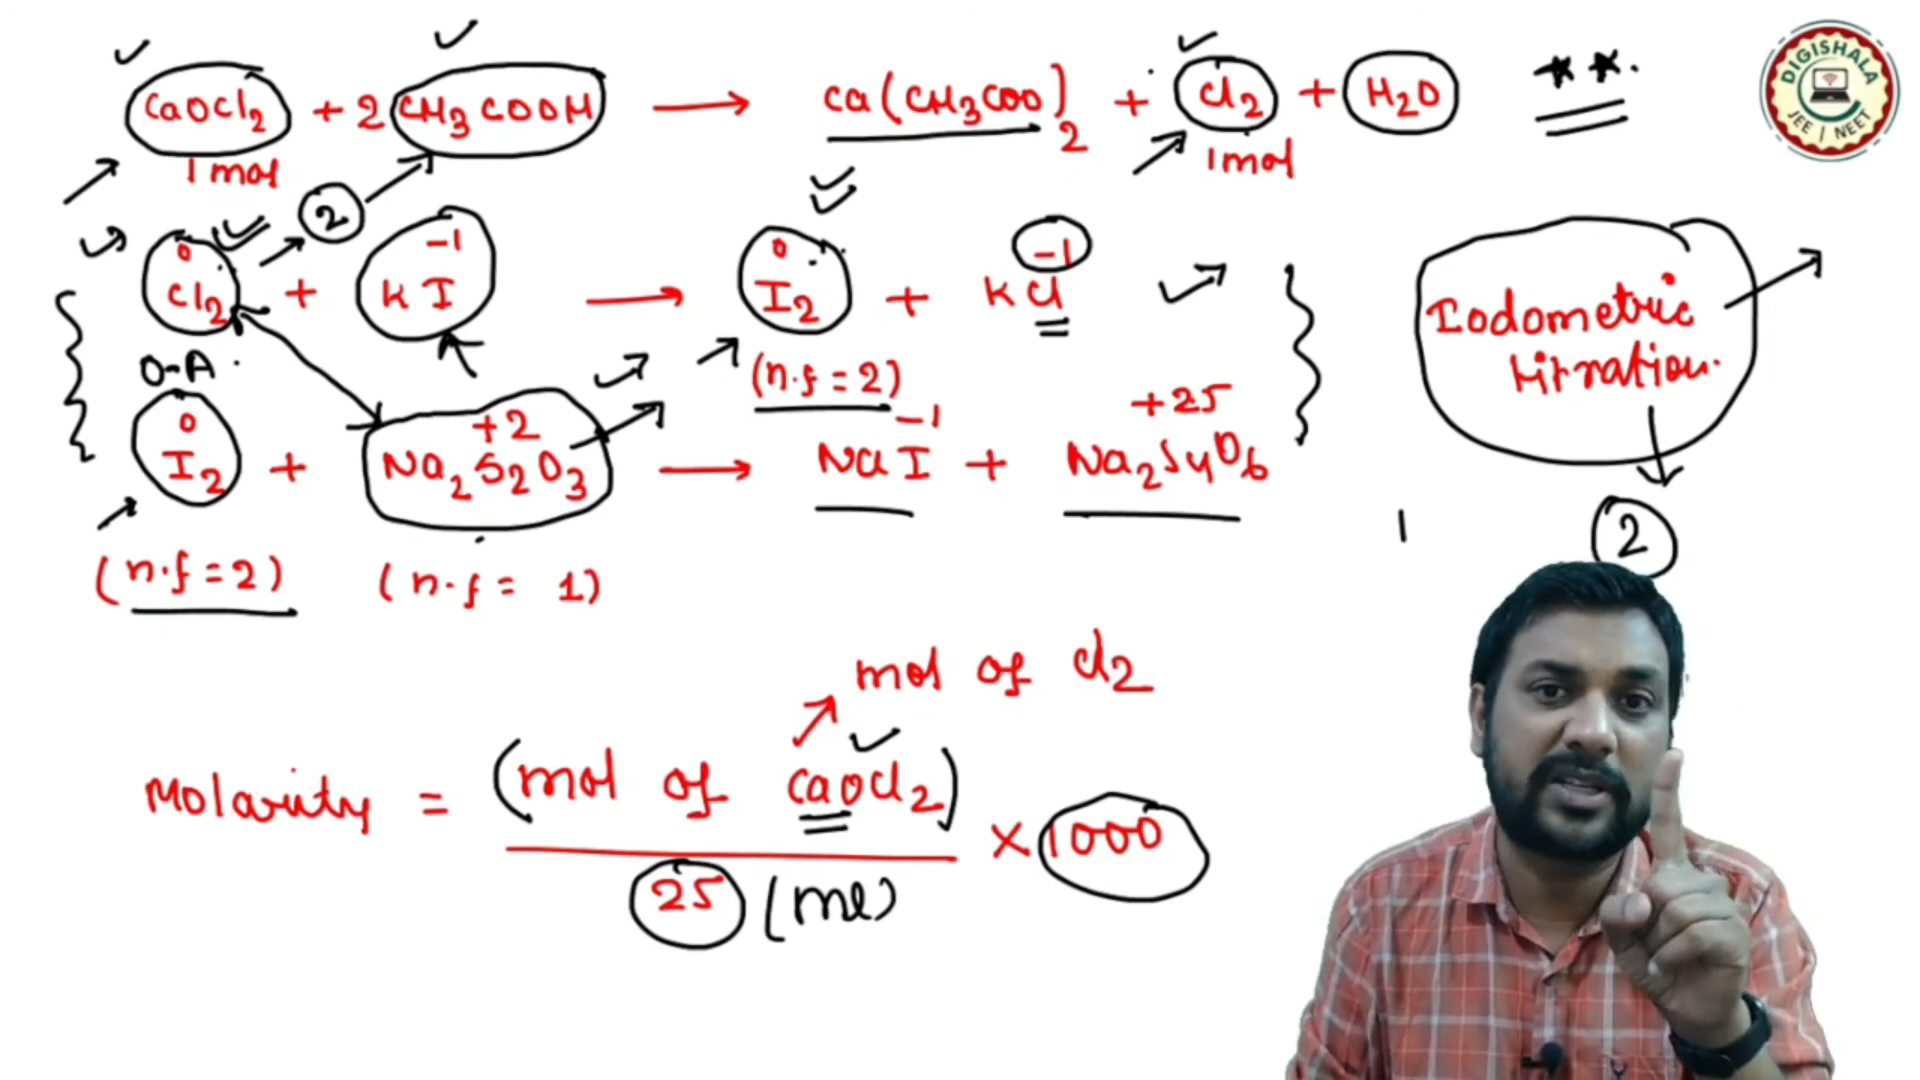 CaOCl2 + 2 CH3COOH → ca(CH3COO)2 + Cl2 + H2O
1 mol
1 mol
DIGISHALA
JEE | NEET
2
0
-1
0
-1
Cl2 + KI → I2 + KCl
O.A.
(n.f = 2)
Iodometric
titration.
0
+2
-1
+25
I2 + Na2S2O3 → NaI + Na2S4O6
(n.f = 2)
(n.f = 1)
1
2
mol of Cl2
Molarity = (mol of CaOCl2) × 1000
25 (ml)